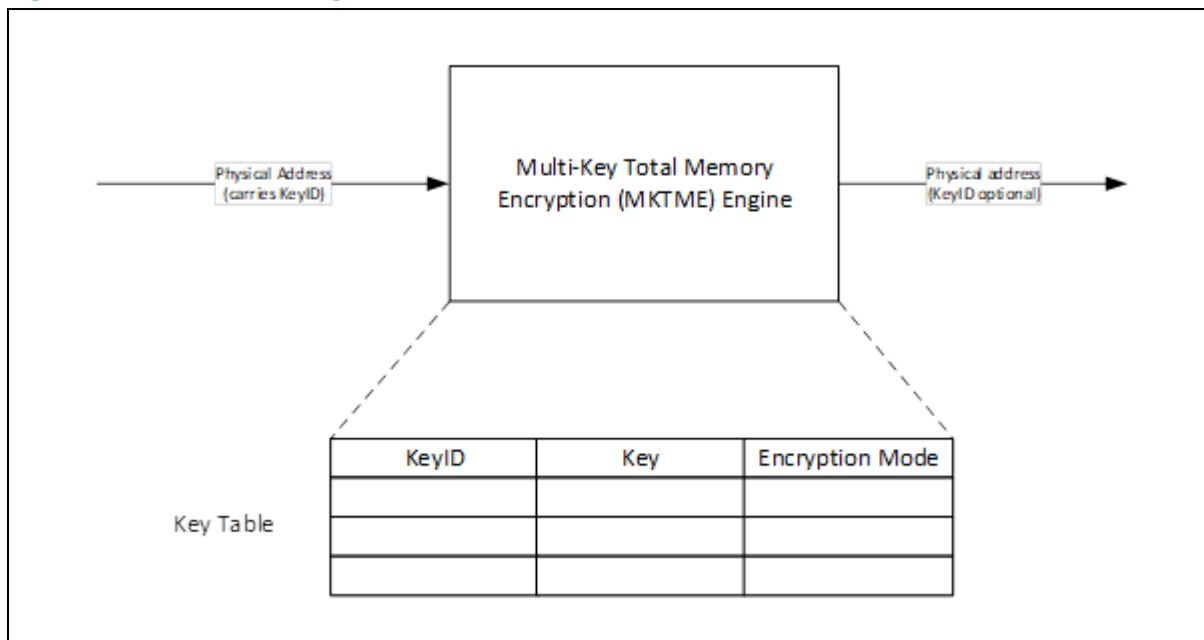 Physical Address
(carries KeyID)
Multi-Key Total Memory
Encryption (MKTME) Engine
Physical address
(KeyID optional)
KeyID Key Encryption Mode
Key Table